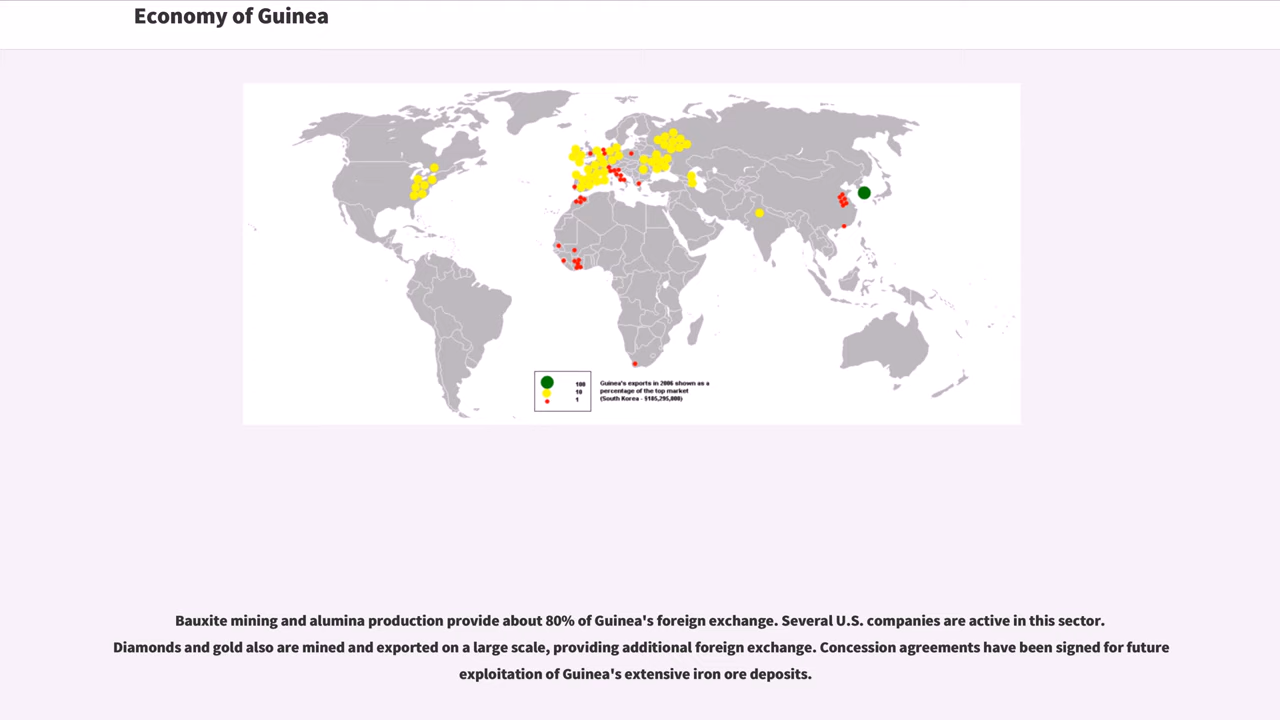 Economy of Guinea
100
10
1
Guinea's exports in 2006 shown as a
percentage of the top market
(South Korea - $185,295,000)
Bauxite mining and alumina production provide about 80% of Guinea's foreign exchange. Several U.S. companies are active in this sector.
Diamonds and gold also are mined and exported on a large scale, providing additional foreign exchange. Concession agreements have been signed for future
exploitation of Guinea's extensive iron ore deposits.